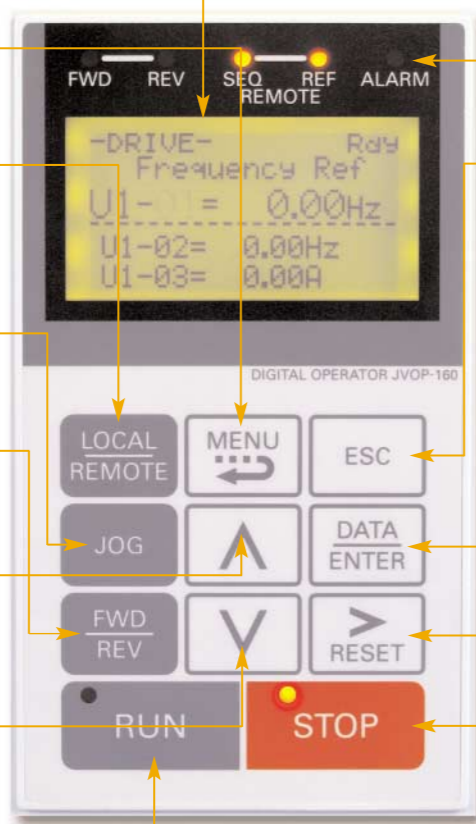 FWD REV SEQ REF ALARM
REMOTE
-DRIVE- Rdy
Frequency Ref
U1-01= 0.00Hz
U1-02= 0.00Hz
U1-03= 0.00A
DIGITAL OPERATOR JVOP-160
LOCAL
REMOTE
MENU
ESC
JOG
DATA
ENTER
FWD
REV
>
RESET
RUN
STOP